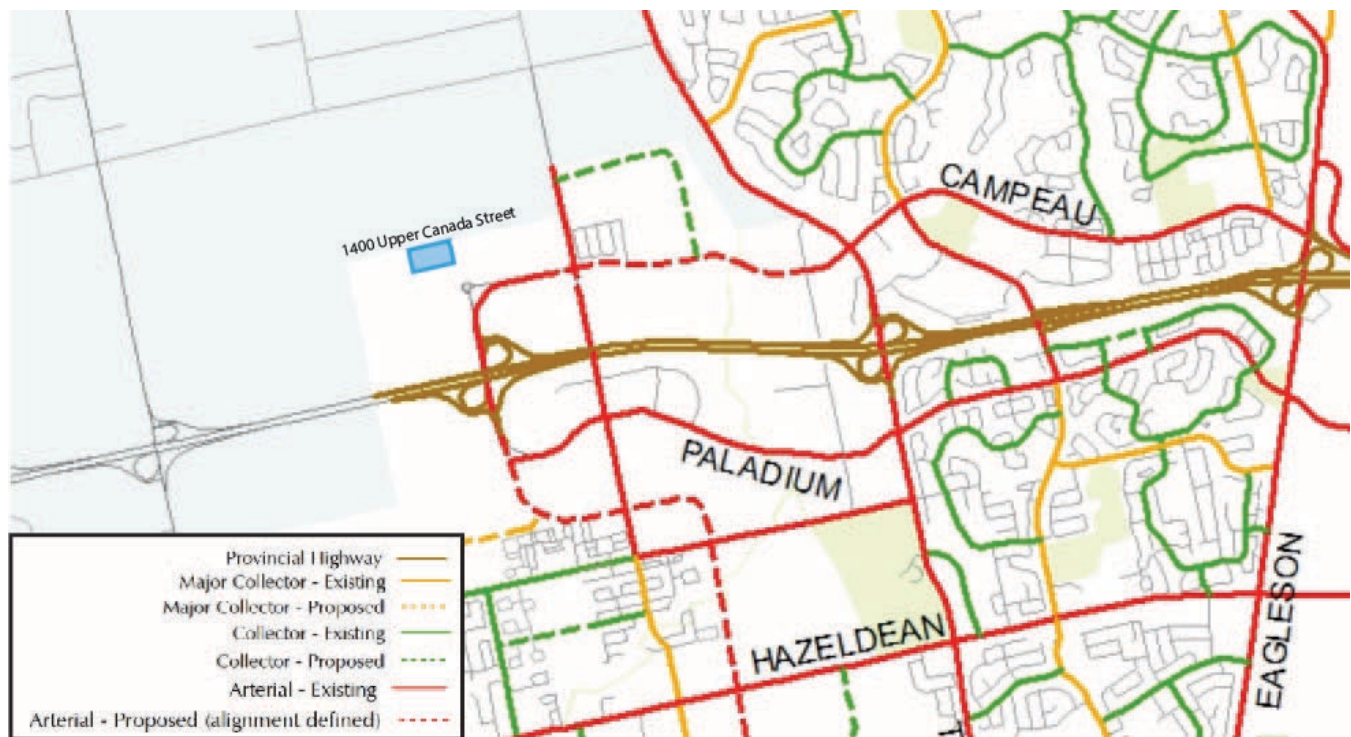 1400 Upper Canada Street
CAMPEAU
PALADIUM
HAZELDEAN
EAGLESON
Provincial Highway
Major Collector - Existing
Major Collector - Proposed
Collector - Existing
Collector - Proposed
Arterial - Existing
Arterial - Proposed (alignment defined)